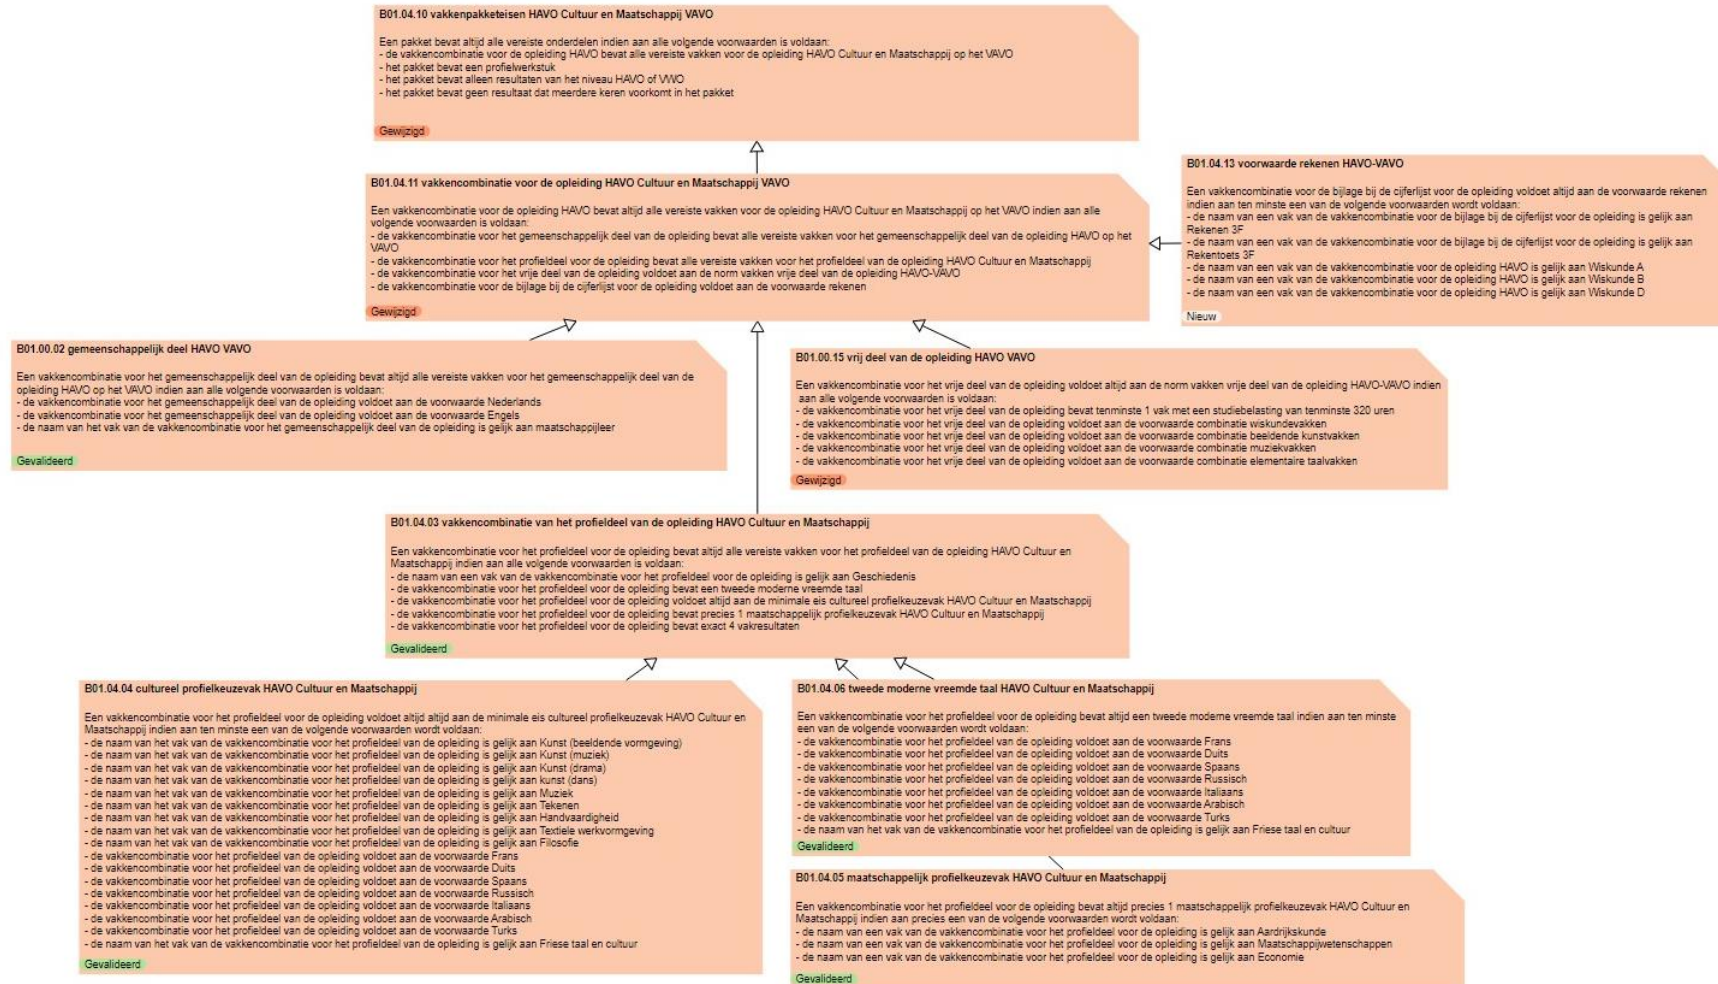 B01.04.10 vakkenpakketeisen HAVO Cultuur en Maatschappij VAVO
Een pakket bevat altijd alle vereiste onderdelen indien aan alle volgende voorwaarden is voldaan:
- de vakkencombinatie voor de opleiding HAVO bevat alle vereiste vakken voor de opleiding HAVO Cultuur en Maatschappij op het VAVO
- het pakket bevat een profielwerkstuk
- het pakket bevat alleen resultaten van het niveau HAVO of VWO
- het pakket bevat geen resultaat dat meerdere keren voorkomt in het pakket
Gewijzigd
B01.04.11 vakkencombinatie voor de opleiding HAVO Cultuur en Maatschappij VAVO
Een vakkencombinatie voor de opleiding HAVO bevat altijd alle vereiste vakken voor de opleiding HAVO Cultuur en Maatschappij op het VAVO indien aan alle
volgende voorwaarden is voldaan:
- de vakkencombinatie voor het gemeenschappelijk deel van de opleiding bevat alle vereiste vakken voor het gemeenschappelijk deel van de opleiding HAVO op het
VAVO
- de vakkencombinatie voor het profieldeel voor de opleiding bevat alle vereiste vakken voor het profieldeel van de opleiding HAVO Cultuur en Maatschappij
- de vakkencombinatie voor het vrije deel van de opleiding voldoet aan de norm vakken vrije deel van de opleiding HAVO-VAVO
- de vakkencombinatie voor de bijlage bij de cijferlijst voor de opleiding voldoet aan de voorwaarde rekenen
Gewijzigd
B01.04.13 voorwaarde rekenen HAVO-VAVO
Een vakkencombinatie voor de bijlage bij de cijferlijst voor de opleiding voldoet altijd aan de voorwaarde rekenen
indien aan ten minste een van de volgende voorwaarden wordt voldaan:
- de naam van een vak van de vakkencombinatie voor de bijlage bij de cijferlijst voor de opleiding is gelijk aan
Rekenen 3F
- de naam van een vak van de vakkencombinatie voor de bijlage bij de cijferlijst voor de opleiding is gelijk aan
Rekentoets 3F
- de naam van een vak van de vakkencombinatie voor de opleiding HAVO is gelijk aan Wiskunde A
- de naam van een vak van de vakkencombinatie voor de opleiding HAVO is gelijk aan Wiskunde B
- de naam van een vak van de vakkencombinatie voor de opleiding HAVO is gelijk aan Wiskunde D
Nieuw
B01.00.02 gemeenschappelijk deel HAVO VAVO
Een vakkencombinatie voor het gemeenschappelijk deel van de opleiding bevat altijd alle vereiste vakken voor het gemeenschappelijk deel van de
opleiding HAVO op het VAVO indien aan alle volgende voorwaarden is voldaan:
- de vakkencombinatie voor het gemeenschappelijk deel van de opleiding voldoet aan de voorwaarde Nederlands
- de vakkencombinatie voor het gemeenschappelijk deel van de opleiding voldoet aan de voorwaarde Engels
- de naam van het vak van de vakkencombinatie voor het gemeenschappelijk deel van de opleiding is gelijk aan maatschappijleer
Gevalideerd
B01.00.15 vrij deel van de opleiding HAVO VAVO
Een vakkencombinatie voor het vrije deel van de opleiding voldoet altijd aan de norm vakken vrije deel van de opleiding HAVO-VAVO indien
aan alle volgende voorwaarden is voldaan:
- de vakkencombinatie voor het vrije deel van de opleiding bevat tenminste 1 vak met een studiebelasting van tenminste 320 uren
- de vakkencombinatie voor het vrije deel van de opleiding voldoet aan de voorwaarde combinatie wiskundevakken
- de vakkencombinatie voor het vrije deel van de opleiding voldoet aan de voorwaarde combinatie beeldende kunstvakken
- de vakkencombinatie voor het vrije deel van de opleiding voldoet aan de voorwaarde combinatie muziekvakken
- de vakkencombinatie voor het vrije deel van de opleiding voldoet aan de voorwaarde combinatie elementaire taalvakken
Gewijzigd
B01.04.03 vakkencombinatie van het profieldeel van de opleiding HAVO Cultuur en Maatschappij
Een vakkencombinatie voor het profieldeel voor de opleiding bevat altijd alle vereiste vakken voor het profieldeel van de opleiding HAVO Cultuur en
Maatschappij indien aan alle volgende voorwaarden is voldaan:
- de naam van een vak van de vakkencombinatie voor het profieldeel voor de opleiding is gelijk aan Geschiedenis
- de vakkencombinatie voor het profieldeel voor de opleiding bevat een tweede moderne vreemde taal
- de vakkencombinatie voor het profieldeel voor de opleiding voldoet altijd aan de minimale eis cultureel profielkeuzevak HAVO Cultuur en Maatschappij
- de vakkencombinatie voor het profieldeel voor de opleiding bevat precies 1 maatschappelijk profielkeuzevak HAVO Cultuur en Maatschappij
- de vakkencombinatie voor het profieldeel voor de opleiding bevat exact 4 vakresultaten
Gevalideerd
B01.04.04 cultureel profielkeuzevak HAVO Cultuur en Maatschappij
Een vakkencombinatie voor het profieldeel voor de opleiding voldoet altijd altijd aan de minimale eis cultureel profielkeuzevak HAVO Cultuur en
Maatschappij indien aan ten minste een van de volgende voorwaarden wordt voldaan:
- de naam van het vak van de vakkencombinatie voor het profieldeel van de opleiding is gelijk aan Kunst (beeldende vormgeving)
- de naam van het vak van de vakkencombinatie voor het profieldeel van de opleiding is gelijk aan Kunst (muziek)
- de naam van het vak van de vakkencombinatie voor het profieldeel van de opleiding is gelijk aan Kunst (drama)
- de naam van het vak van de vakkencombinatie voor het profieldeel van de opleiding is gelijk aan kunst (dans)
- de naam van het vak van de vakkencombinatie voor het profieldeel van de opleiding is gelijk aan Muziek
- de naam van het vak van de vakkencombinatie voor het profieldeel van de opleiding is gelijk aan Tekenen
- de naam van het vak van de vakkencombinatie voor het profieldeel van de opleiding is gelijk aan Handvaardigheid
- de naam van het vak van de vakkencombinatie voor het profieldeel van de opleiding is gelijk aan Textiele werkvormgeving
- de naam van het vak van de vakkencombinatie voor het profieldeel van de opleiding is gelijk aan Filosofie
- de vakkencombinatie voor het profieldeel van de opleiding voldoet aan de voorwaarde Frans
- de vakkencombinatie voor het profieldeel van de opleiding voldoet aan de voorwaarde Duits
- de vakkencombinatie voor het profieldeel van de opleiding voldoet aan de voorwaarde Spaans
- de vakkencombinatie voor het profieldeel van de opleiding voldoet aan de voorwaarde Russisch
- de vakkencombinatie voor het profieldeel van de opleiding voldoet aan de voorwaarde Italiaans
- de vakkencombinatie voor het profieldeel van de opleiding voldoet aan de voorwaarde Arabisch
- de vakkencombinatie voor het profieldeel van de opleiding voldoet aan de voorwaarde Turks
- de naam van het vak van de vakkencombinatie voor het profieldeel van de opleiding is gelijk aan Friese taal en cultuur
Gevalideerd
B01.04.06 tweede moderne vreemde taal HAVO Cultuur en Maatschappij
Een vakkencombinatie voor het profieldeel voor de opleiding bevat altijd een tweede moderne vreemde taal indien aan ten minste
een van de volgende voorwaarden wordt voldaan:
- de vakkencombinatie voor het profieldeel van de opleiding voldoet aan de voorwaarde Frans
- de vakkencombinatie voor het profieldeel van de opleiding voldoet aan de voorwaarde Duits
- de vakkencombinatie voor het profieldeel van de opleiding voldoet aan de voorwaarde Spaans
- de vakkencombinatie voor het profieldeel van de opleiding voldoet aan de voorwaarde Russisch
- de vakkencombinatie voor het profieldeel van de opleiding voldoet aan de voorwaarde Italiaans
- de vakkencombinatie voor het profieldeel van de opleiding voldoet aan de voorwaarde Arabisch
- de vakkencombinatie voor het profieldeel van de opleiding voldoet aan de voorwaarde Turks
- de naam van het vak van de vakkencombinatie voor het profieldeel van de opleiding is gelijk aan Friese taal en cultuur
Gevalideerd
B01.04.05 maatschappelijk profielkeuzevak HAVO Cultuur en Maatschappij
Een vakkencombinatie voor het profieldeel voor de opleiding bevat altijd precies 1 maatschappelijk profielkeuzevak HAVO Cultuur en
Maatschappij indien aan precies een van de volgende voorwaarden wordt voldaan:
- de naam van een vak van de vakkencombinatie voor het profieldeel voor de opleiding is gelijk aan Aardrijkskunde
- de naam van een vak van de vakkencombinatie voor het profieldeel voor de opleiding is gelijk aan Maatschappijwetenschappen
- de naam van een vak van de vakkencombinatie voor het profieldeel voor de opleiding is gelijk aan Economie
Gevalideerd